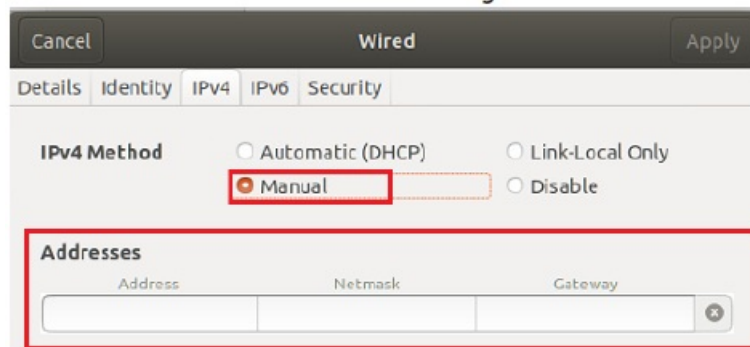 Cancel Wired Apply
Details Identity IPv4 IPv6 Security
IPv4 Method Automatic (DHCP) Link-Local Only
Manual Disable
Addresses
Address Netmask Gateway